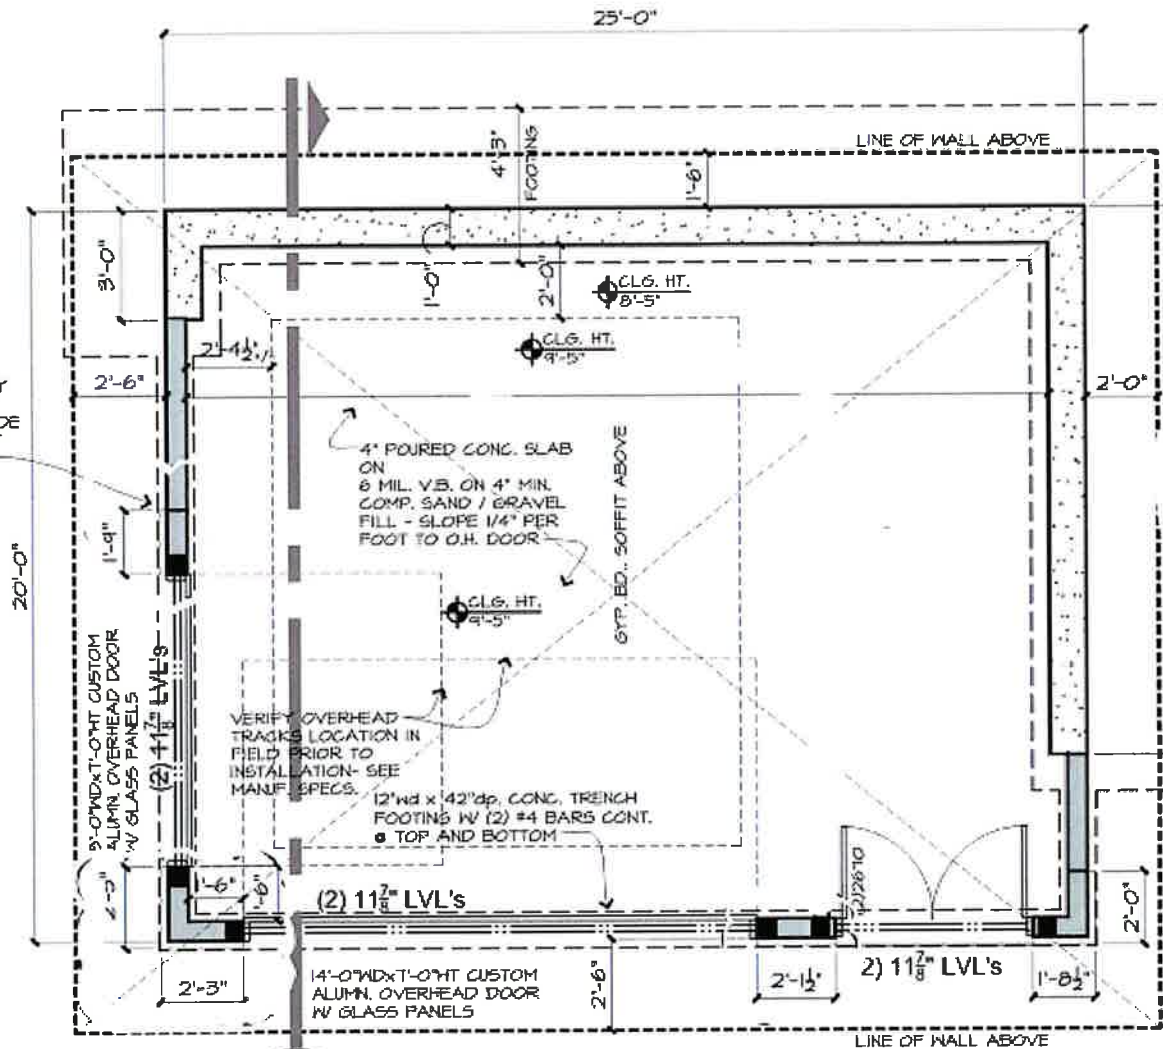 25'-0"
4'-3"
FOOTING
LINE OF WALL ABOVE
1'-6"
3'-0"
1'-0"
2'-0"
CLG. HT.
8'-5"
CLG. HT.
9'-5"
2'-4½"
2'-6"
2'-0"
4" POURED CONC. SLAB
ON
6 MIL. V.B. ON 4" MIN.
COMP. SAND / GRAVEL
FILL - SLOPE 1/4" PER
FOOT TO O.H. DOOR
GYP. BD. SOFFIT ABOVE
1'-9"
20'-0"
CLG. HT.
9'-5"
9'-0"WDx7'-0"HT CUSTOM
ALUMN. OVERHEAD DOOR
W/ GLASS PANELS
(2) 11⅞" LVL's
VERIFY OVERHEAD
TRACKS LOCATION IN
FIELD PRIOR TO
INSTALLATION- SEE
MANUF. SPECS.
12"wd x 42"dp. CONC. TRENCH
FOOTING W/ (2) #4 BARS CONT.
@ TOP AND BOTTOM
1'-6"
(2) 11⅞" LVL's
(2)2670
2'-0"
2'-3"
14'-0"WDx7'-0"HT CUSTOM
ALUMN. OVERHEAD DOOR
W/ GLASS PANELS
2'-6"
2'-1½"
2) 11⅞" LVL's
1'-8½"
LINE OF WALL ABOVE